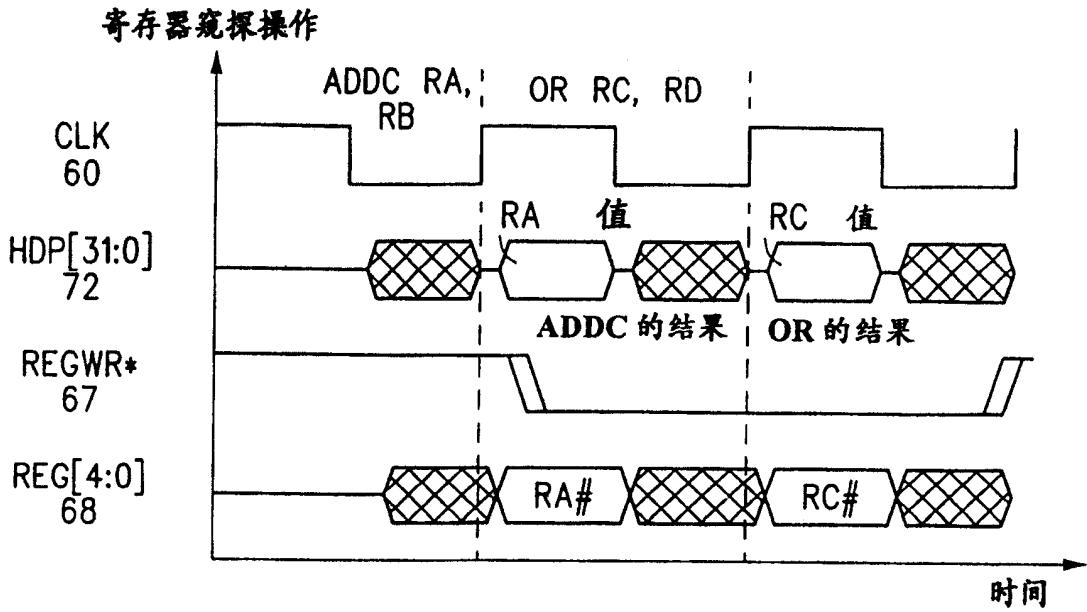 寄存器窥探操作
ADDC RA, OR RC, RD
RB
CLK
60
RA 值 RC 值
HDP[31:0]
72
ADDC 的结果 OR 的结果
REGWR*
67
REG[4:0] RA# RC#
68
时间